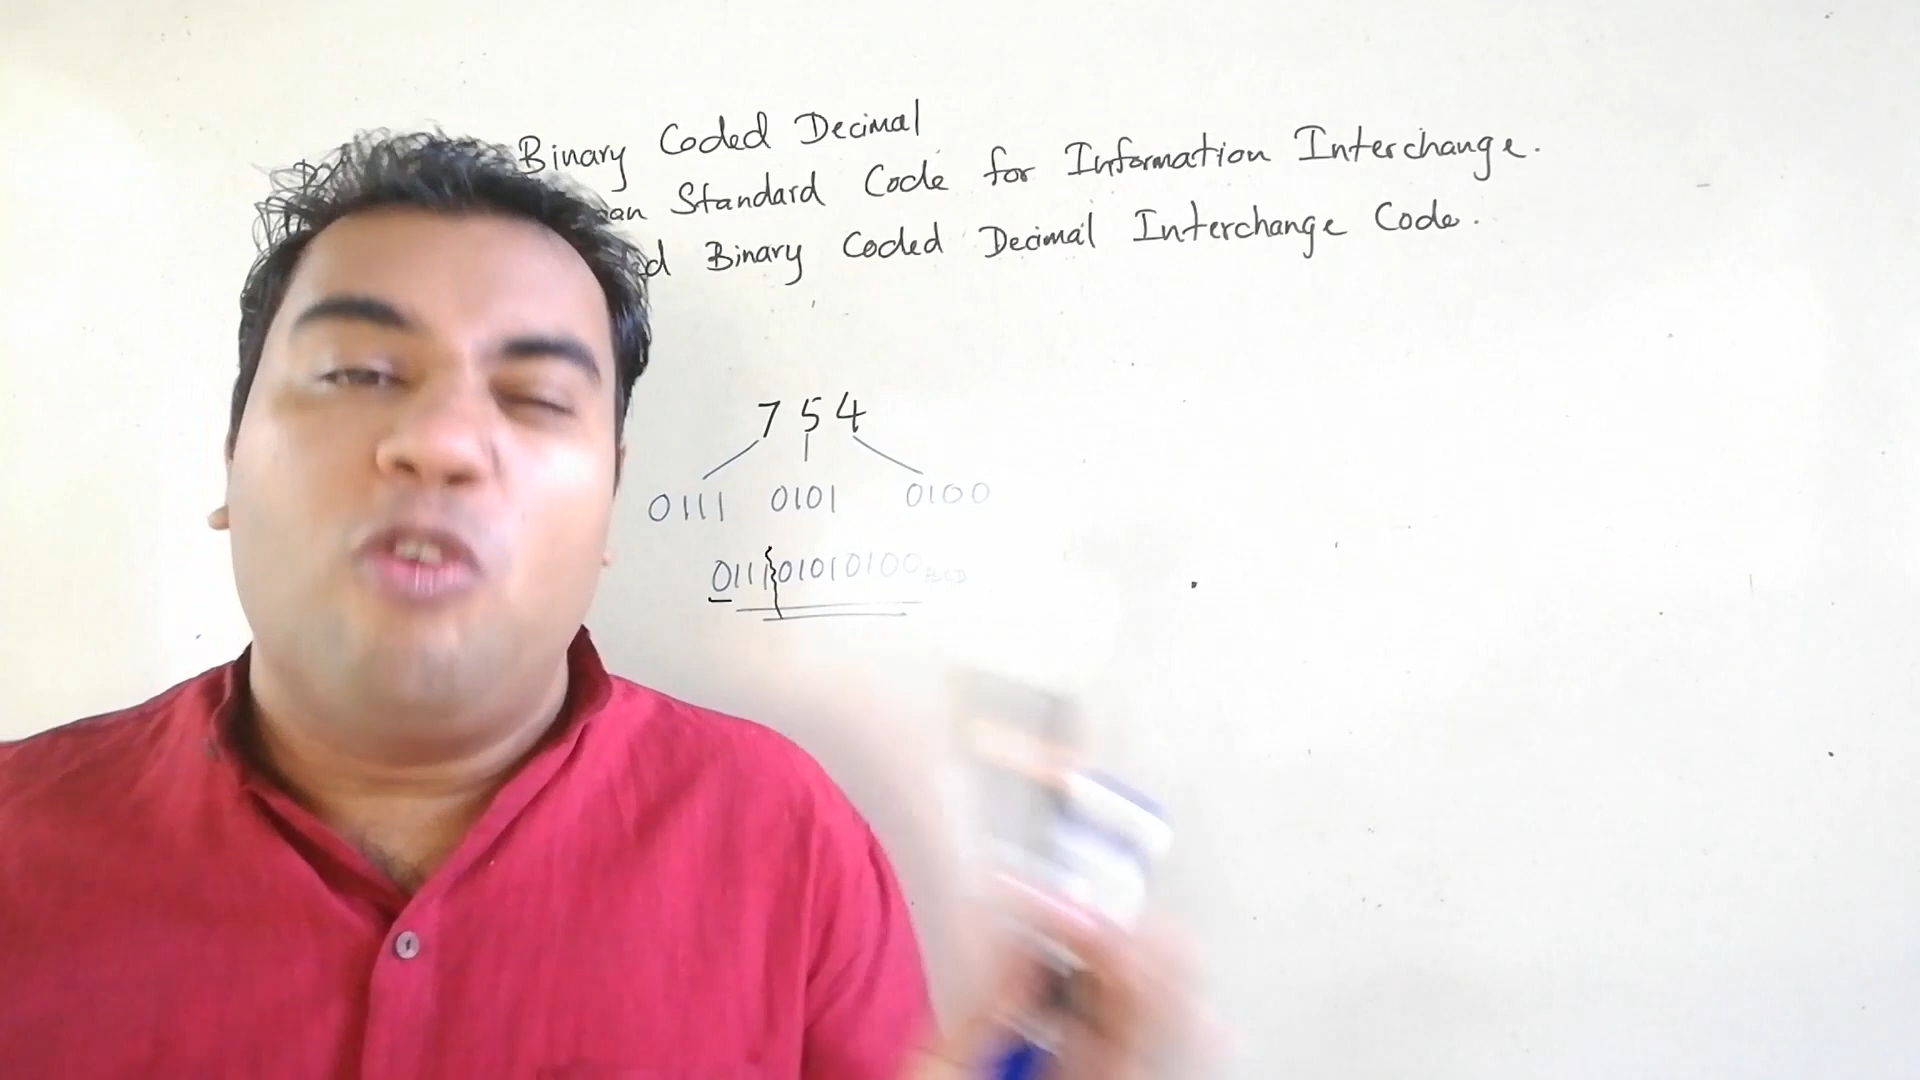 Binary Coded Decimal
Standard Code for Information Interchange.
Binary Coded Decimal Interchange Code.
7 5 4
0111 0101 0100
011101010100 BCD